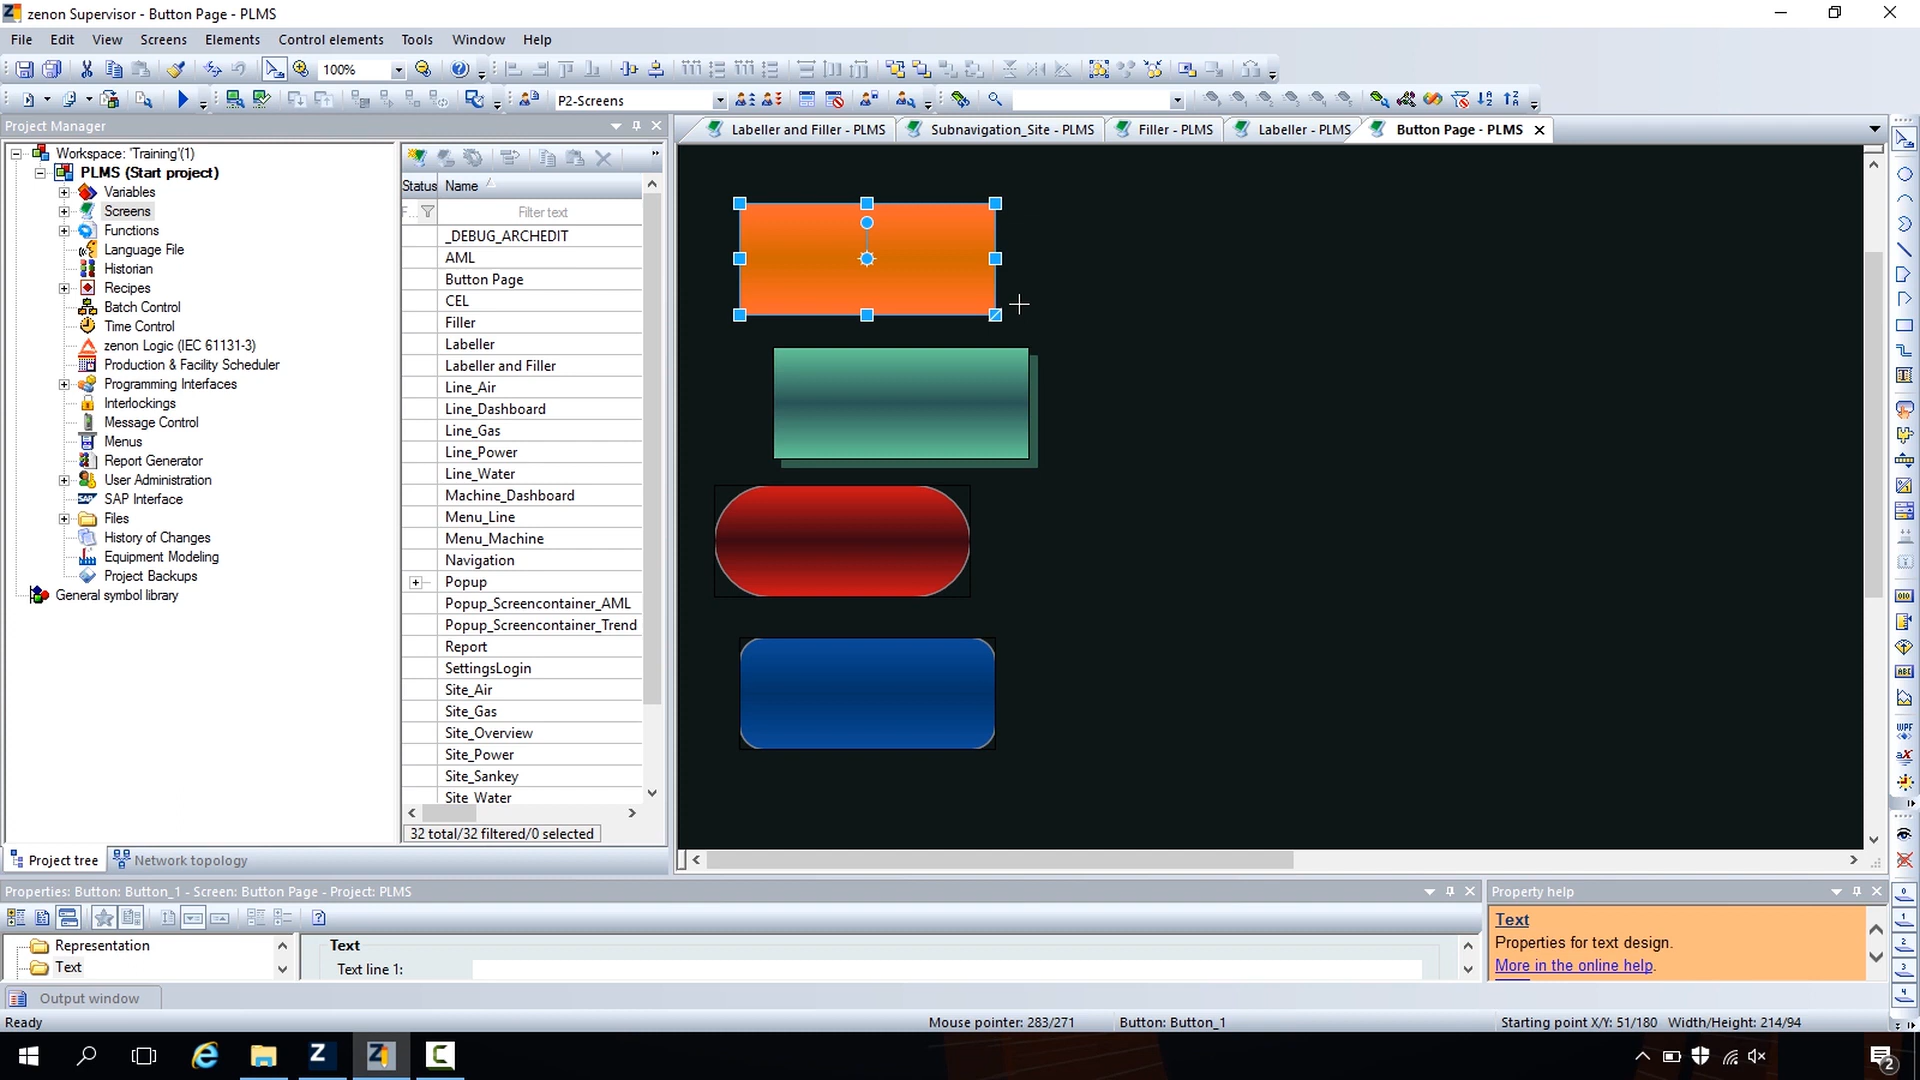 zenon Supervisor - Button Page - PLMS
File Edit View Screens Elements Control elements Tools Window Help
100%
P2-Screens
Project Manager
Labeller and Filler - PLMS
Subnavigation_Site - PLMS
Filler - PLMS
Labeller - PLMS
Button Page - PLMS
Workspace: 'Training'(1)
PLMS (Start project)
Variables
Screens
Functions
Language File
Historian
Recipes
Batch Control
Time Control
zenon Logic (IEC 61131-3)
Production & Facility Scheduler
Programming Interfaces
Interlockings
Message Control
Menus
Report Generator
User Administration
SAP Interface
Files
History of Changes
Equipment Modeling
Project Backups
General symbol library
Status Name
F... Filter text
_DEBUG_ARCHEDIT
AML
Button Page
CEL
Filler
Labeller
Labeller and Filler
Line_Air
Line_Dashboard
Line_Gas
Line_Power
Line_Water
Machine_Dashboard
Menu_Line
Menu_Machine
Navigation
Popup
Popup_Screencontainer_AML
Popup_Screencontainer_Trend
Report
SettingsLogin
Site_Air
Site_Gas
Site_Overview
Site_Power
Site_Sankey
Site_Water
32 total/32 filtered/0 selected
Project tree
Network topology
Properties: Button: Button_1 - Screen: Button Page - Project: PLMS
Representation
Text
Text
Text line 1:
Property help
Text
Properties for text design.
More in the online help.
Output window
Ready
Mouse pointer: 283/271
Button: Button_1
Starting point X/Y: 51/180 Width/Height: 214/94
2